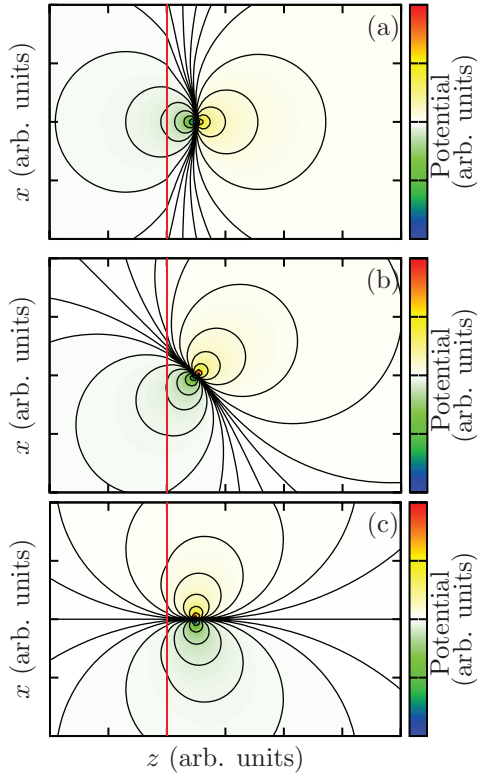 (a)
x (arb. units)
Potential
(arb. units)
(b)
x (arb. units)
Potential
(arb. units)
(c)
x (arb. units)
Potential
(arb. units)
z (arb. units)